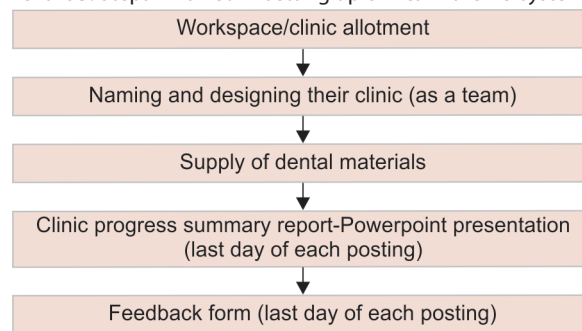 Workspace/clinic allotment
Naming and designing their clinic (as a team)
Supply of dental materials
Clinic progress summary report-Powerpoint presentation
(last day of each posting)
Feedback form (last day of each posting)